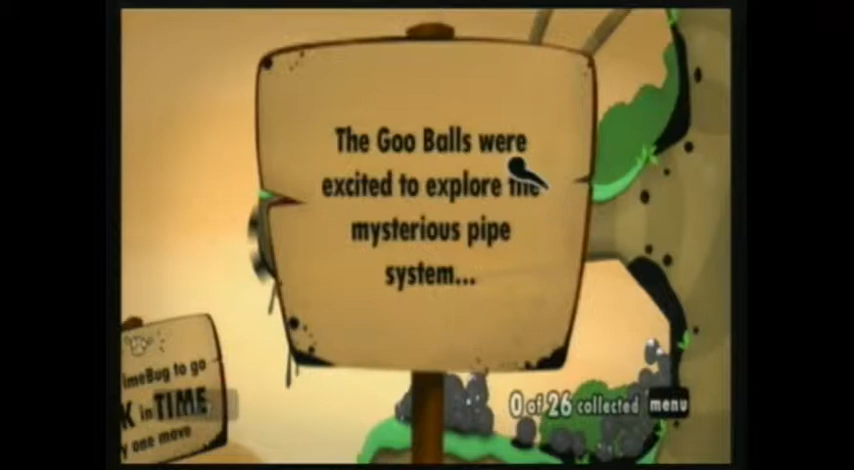 The Goo Balls were
excited to explore the
mysterious pipe
system...
imeBug to go
K in TIME
y one move
0 of 26 collected menu